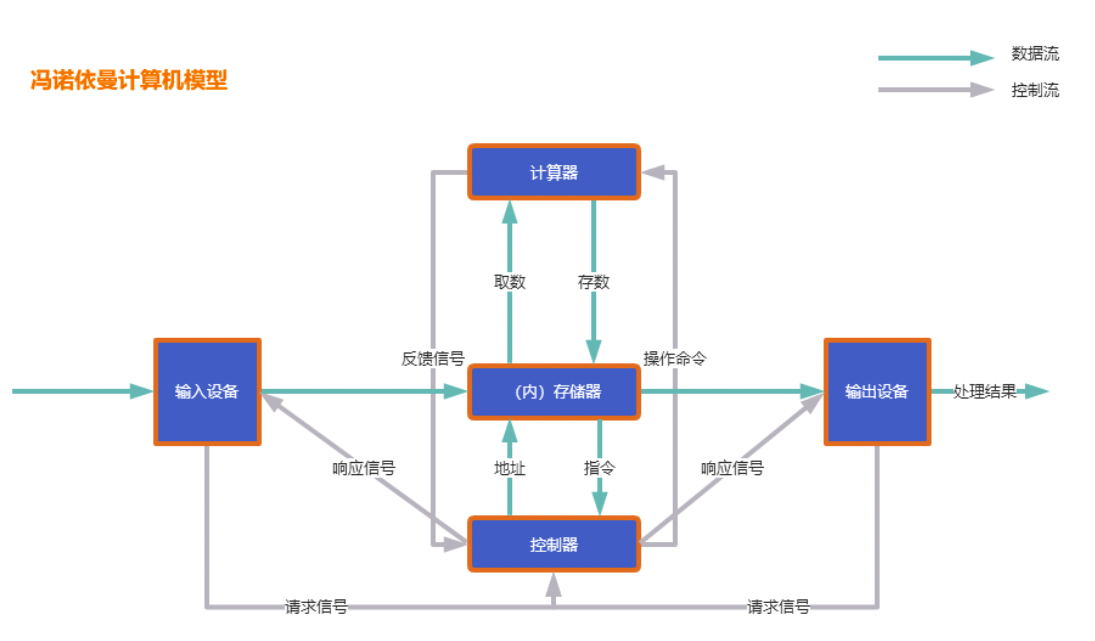 数据流
冯诺依曼计算机模型
控制流
计算器
取数
存数
反馈信号
操作命令
输入设备
（内）存储器
输出设备
处理结果
响应信号
地址
指令
响应信号
控制器
请求信号
请求信号